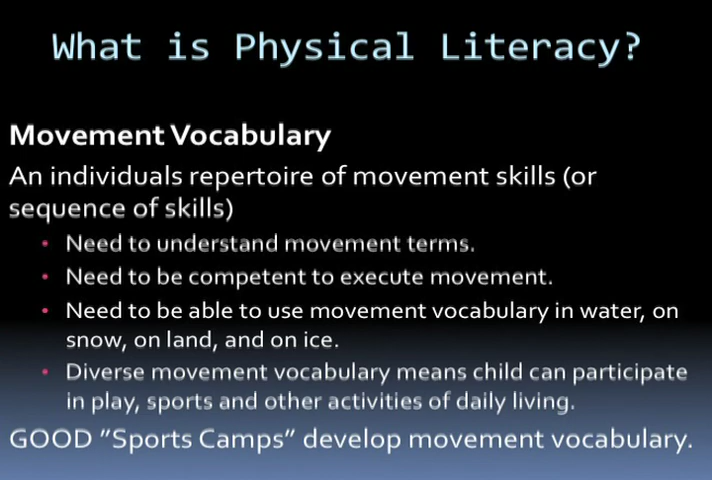 What is Physical Literacy?
Movement Vocabulary
An individuals repertoire of movement skills (or
sequence of skills)
• Need to understand movement terms.
• Need to be competent to execute movement.
• Need to be able to use movement vocabulary in water, on
snow, on land, and on ice.
• Diverse movement vocabulary means child can participate
in play, sports and other activities of daily living.
GOOD "Sports Camps" develop movement vocabulary.